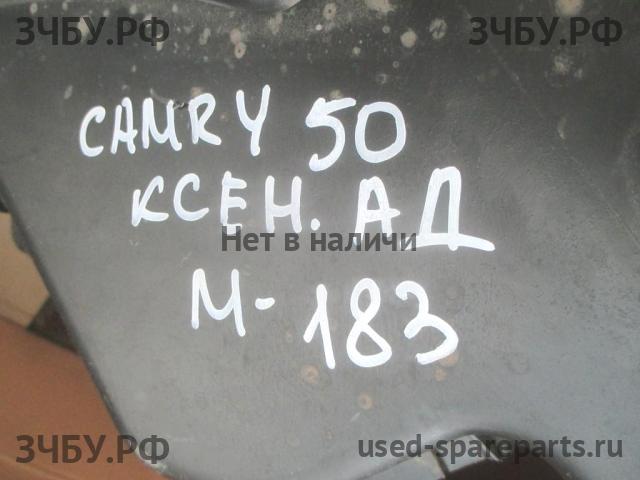 ЗЧБУ.РФ ЗЧБУ.РФ
CAMRY 50
КСЕН. АД
Нет в наличи
М-183
ЗЧБУ.РФ used-spareparts.ru